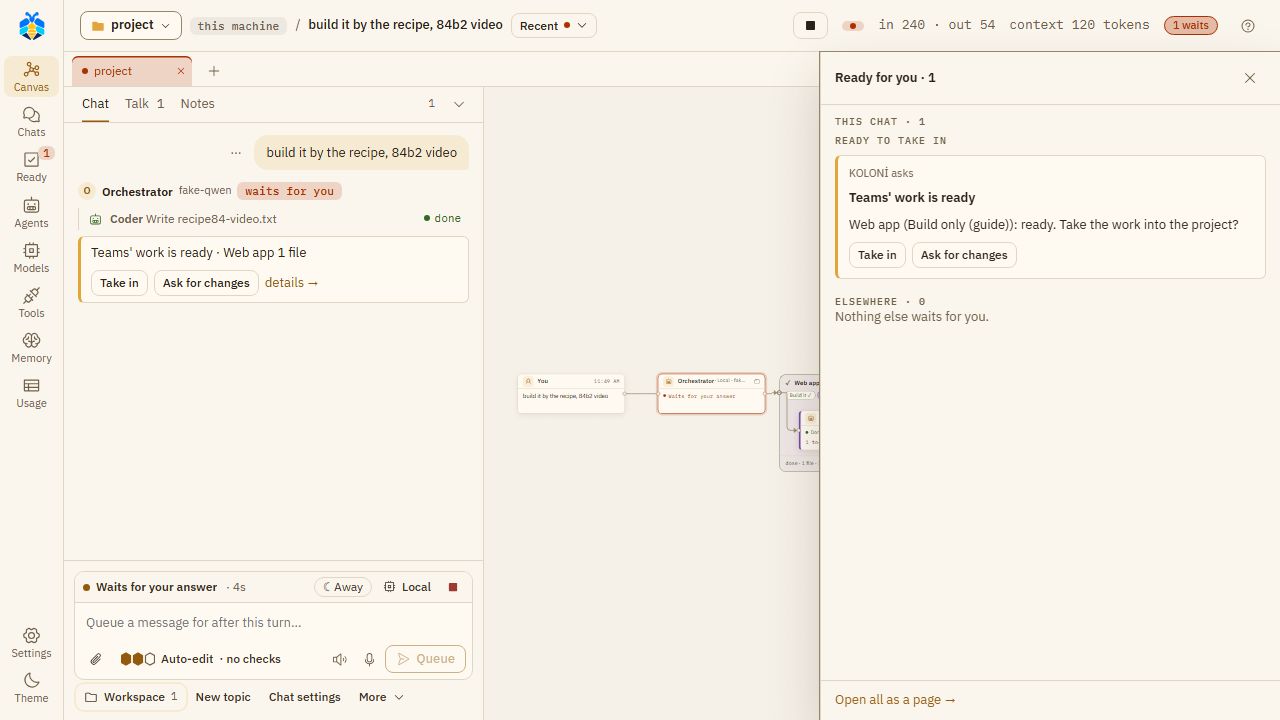 project
this machine
/
build it by the recipe, 84b2 video
Recent
in 240 · out 54
context 120 tokens
1 waits
Canvas
Chats
1
Ready
Agents
Models
Tools
Memory
Usage
Settings
Theme
project
Chat
Talk 1
Notes
1
build it by the recipe, 84b2 video
O
Orchestrator
fake-qwen
waits for you
Coder Write recipe84-video.txt
done
Teams' work is ready · Web app 1 file
Take in
Ask for changes
details →
You
11:49 AM
build it by the recipe, 84b2 video
Orchestrator
Waits for your answer
Web app
Build it ✓
Waits for your answer · 4s
Away
Local
Queue a message for after this turn...
Auto-edit · no checks
Queue
Workspace 1
New topic
Chat settings
More
Ready for you · 1
THIS CHAT · 1
READY TO TAKE IN
KOLONİ asks
Teams' work is ready
Web app (Build only (guide)): ready. Take the work into the project?
Take in
Ask for changes
ELSEWHERE · 0
Nothing else waits for you.
Open all as a page →